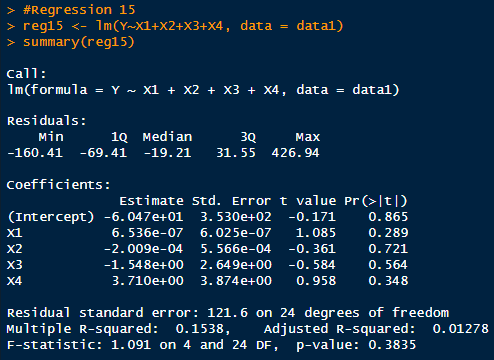 > #Regression 15
> reg15 <- lm(Y~X1+X2+X3+X4, data = data1)
> summary(reg15)

Call:
lm(formula = Y ~ X1 + X2 + X3 + X4, data = data1)

Residuals:
    Min      1Q  Median      3Q     Max
-160.41  -69.41  -19.21   31.55  426.94

Coefficients:
              Estimate Std. Error t value Pr(>|t|)
(Intercept) -6.047e+01  3.530e+02  -0.171    0.865
X1           6.536e-07  6.025e-07   1.085    0.289
X2          -2.009e-04  5.566e-04  -0.361    0.721
X3          -1.548e+00  2.649e+00  -0.584    0.564
X4           3.710e+00  3.874e+00   0.958    0.348

Residual standard error: 121.6 on 24 degrees of freedom
Multiple R-squared:  0.1538,    Adjusted R-squared:  0.01278
F-statistic: 1.091 on 4 and 24 DF,  p-value: 0.3835